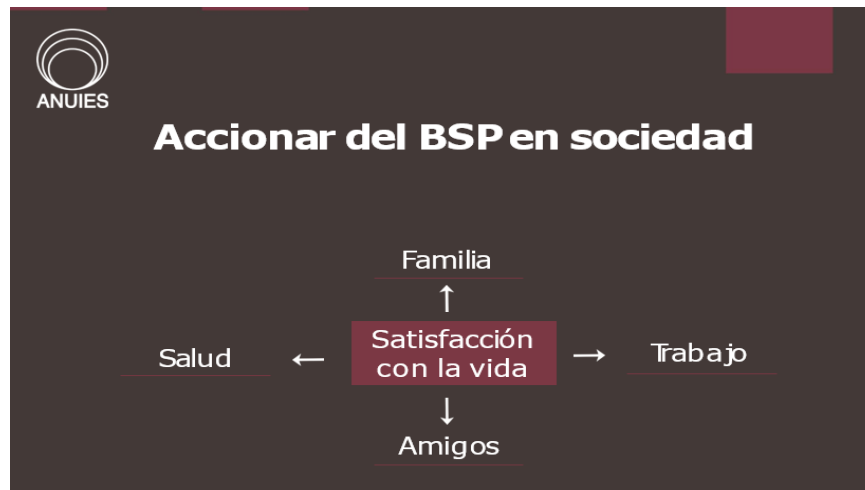 ANUIES
Accionar del BSP en sociedad
Familia
↑
Satisfacción
con la vida
Salud
←
→
Trabajo
↓
Amigos